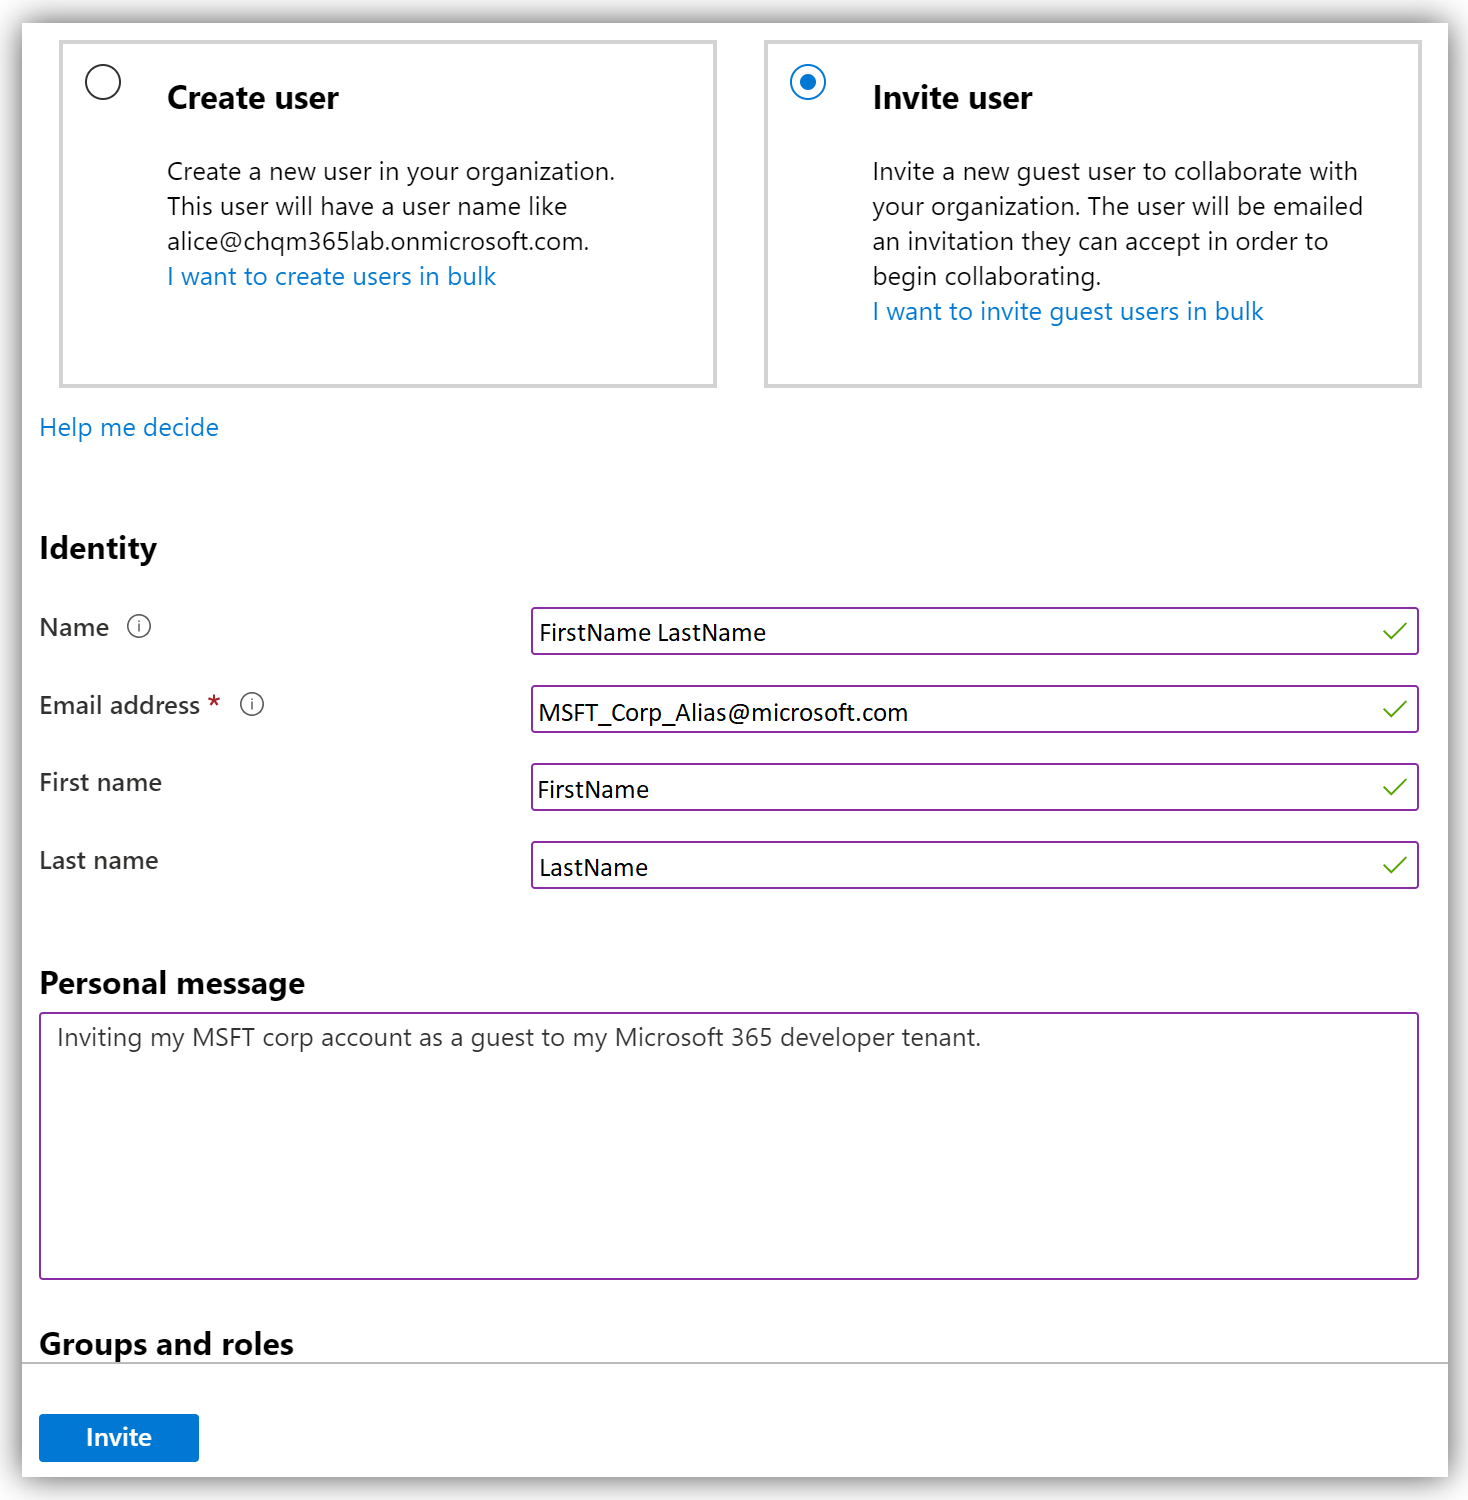 Create user
Create a new user in your organization.
This user will have a user name like
alice@chqm365lab.onmicrosoft.com.
I want to create users in bulk
Invite user
Invite a new guest user to collaborate with
your organization. The user will be emailed
an invitation they can accept in order to
begin collaborating.
I want to invite guest users in bulk
Help me decide
Identity
Name
FirstName LastName
Email address *
MSFT_Corp_Alias@microsoft.com
First name
FirstName
Last name
LastName
Personal message
Inviting my MSFT corp account as a guest to my Microsoft 365 developer tenant.
Groups and roles
Invite